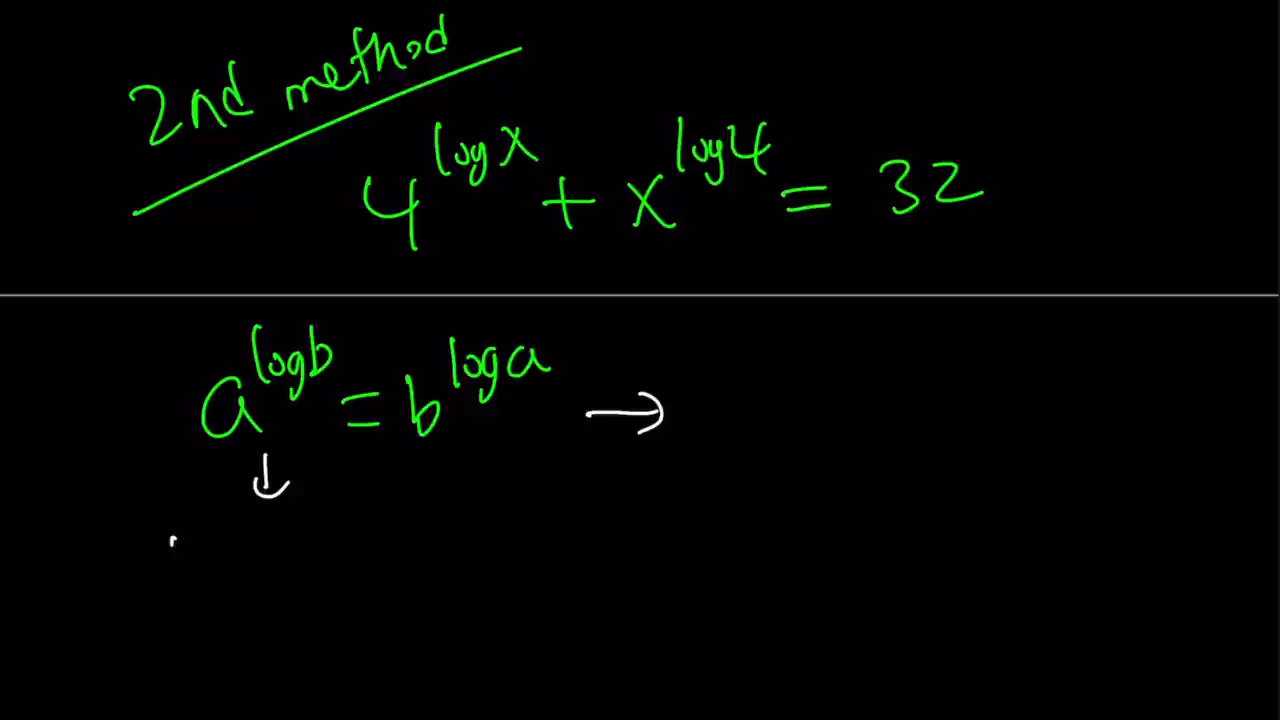 2nd method
4^{log x} + x^{log 4} = 32
a^{log b} = b^{log a} →
↓